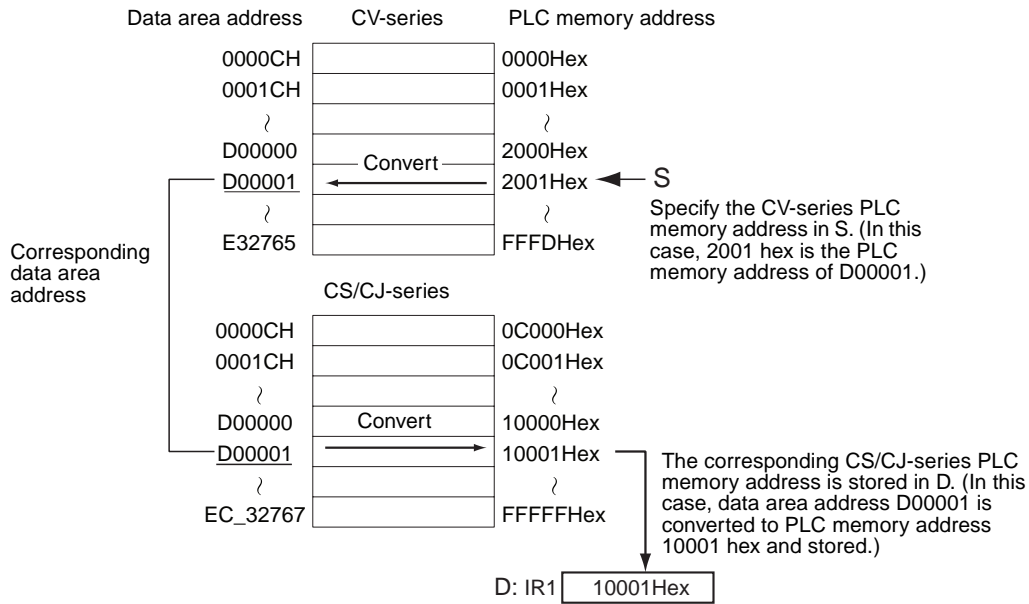 Data area address CV-series PLC memory address
0000CH 0000Hex
0001CH 0001Hex
D00000 2000Hex
Convert
D00001 2001Hex S
Specify the CV-series PLC
memory address in S. (In this
case, 2001 hex is the PLC
memory address of D00001.)
E32765 FFFDHex
Corresponding
data area
address
CS/CJ-series
0000CH 0C000Hex
0001CH 0C001Hex
D00000 Convert 10000Hex
D00001 10001Hex
The corresponding CS/CJ-series PLC
memory address is stored in D. (In this
case, data area address D00001 is
converted to PLC memory address
10001 hex and stored.)
EC_32767 FFFFFHex
D: IR1 10001Hex